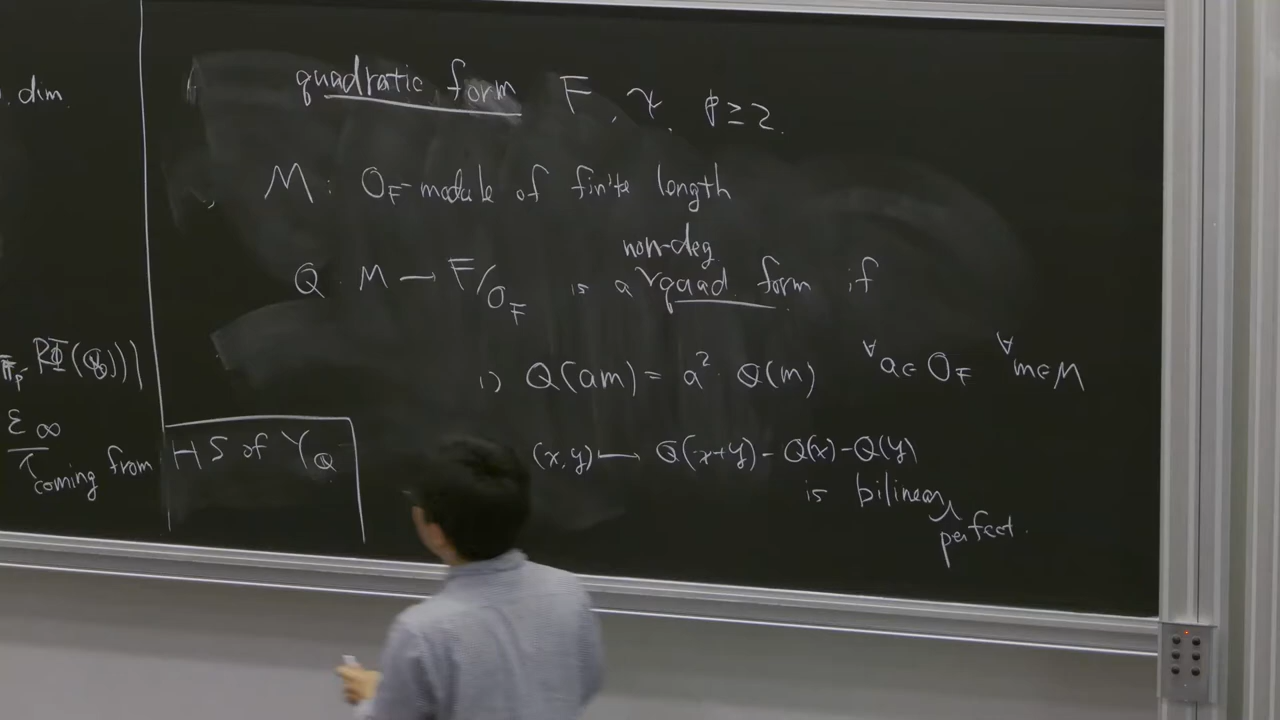 . dim
RΦ(Q))
ε∞
coming from
HS of Y_Q
quadratic form F, γ, p ≥ 2.
M: O_F-module of finite length
non-deg
Q: M → F/O_F is a quad. form if
1) Q(am) = a² · Q(m) ∀a∈O_F ∀m∈M
(x,y) ⟼ Q(x+y) - Q(x) - Q(y)
is bilinear
perfect.